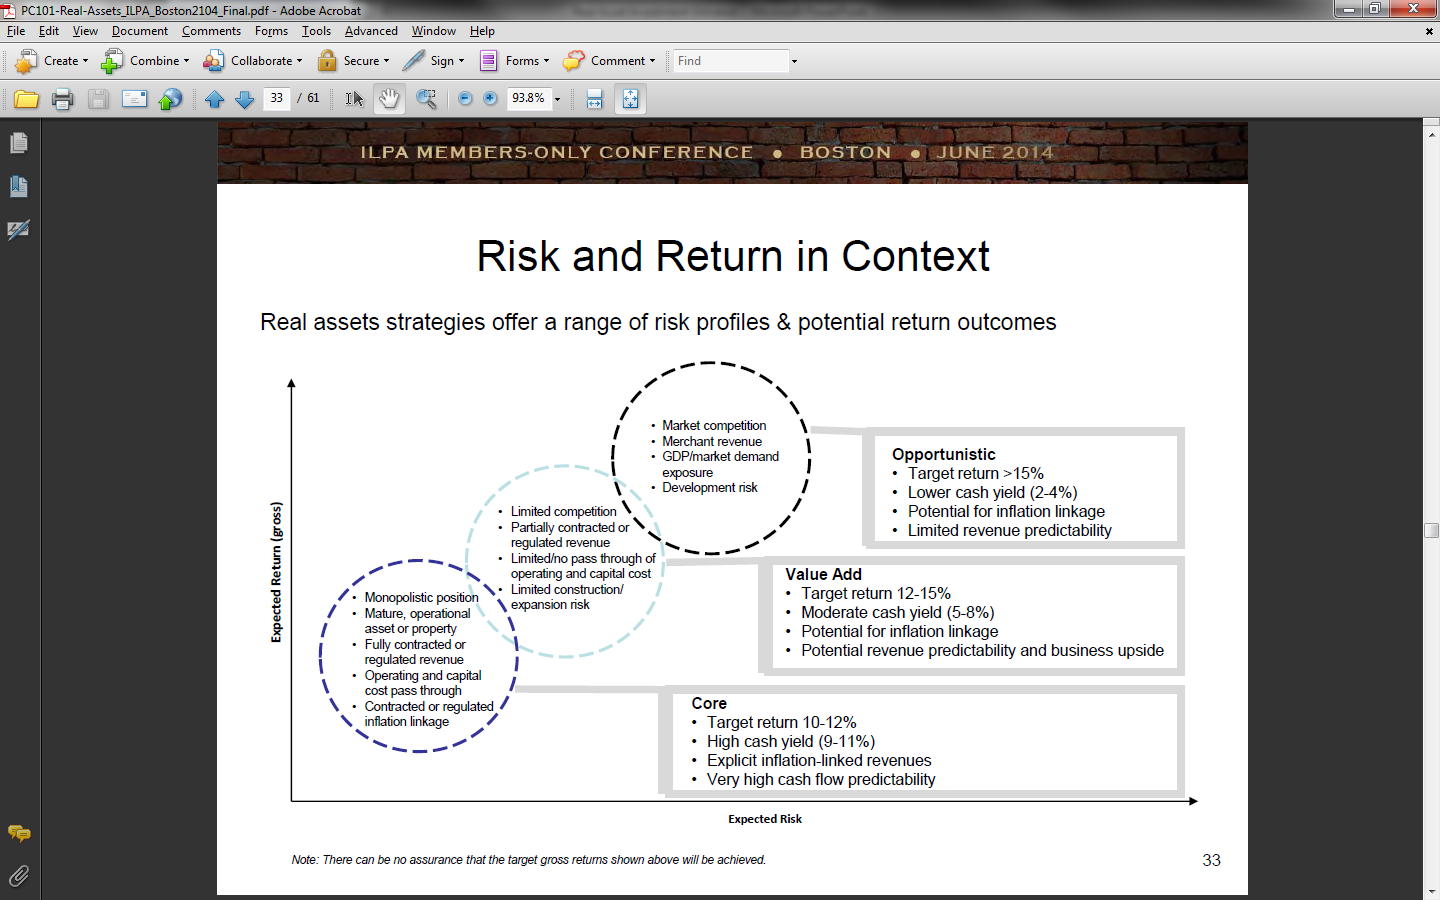 PC101-Real-Assets_ILPA_Boston2104_Final.pdf - Adobe Acrobat
File Edit View Document Comments Forms Tools Advanced Window Help
Create Combine Collaborate Secure Sign Forms Comment Find
33 / 61 93.8%
ILPA MEMBERS-ONLY CONFERENCE • BOSTON • JUNE 2014
Risk and Return in Context
Real assets strategies offer a range of risk profiles & potential return outcomes
Expected Return (gross)
• Market competition
• Merchant revenue
• GDP/market demand
exposure
• Development risk
• Limited competition
• Partially contracted or
regulated revenue
• Limited/no pass through of
operating and capital cost
• Limited construction/
expansion risk
• Monopolistic position
• Mature, operational
asset or property
• Fully contracted or
regulated revenue
• Operating and capital
cost pass through
• Contracted or regulated
inflation linkage
Opportunistic
• Target return >15%
• Lower cash yield (2-4%)
• Potential for inflation linkage
• Limited revenue predictability
Value Add
• Target return 12-15%
• Moderate cash yield (5-8%)
• Potential for inflation linkage
• Potential revenue predictability and business upside
Core
• Target return 10-12%
• High cash yield (9-11%)
• Explicit inflation-linked revenues
• Very high cash flow predictability
Expected Risk
Note: There can be no assurance that the target gross returns shown above will be achieved.
33